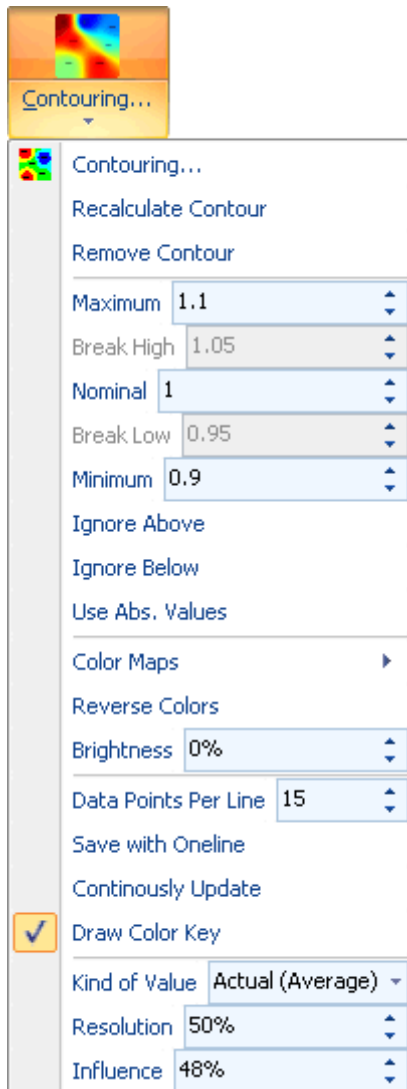 Contouring...
Contouring...
Recalculate Contour
Remove Contour
Maximum 1.1
Break High 1.05
Nominal 1
Break Low 0.95
Minimum 0.9
Ignore Above
Ignore Below
Use Abs. Values
Color Maps
Reverse Colors
Brightness 0%
Data Points Per Line 15
Save with Oneline
Continously Update
Draw Color Key
Kind of Value Actual (Average)
Resolution 50%
Influence 48%